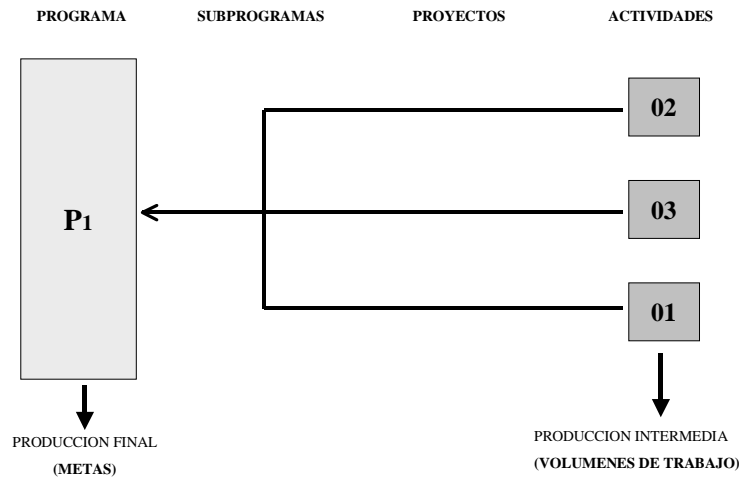 PROGRAMA SUBPROGRAMAS PROYECTOS ACTIVIDADES
02
P1
03
01
PRODUCCION FINAL
(METAS)
PRODUCCION INTERMEDIA
(VOLUMENES DE TRABAJO)